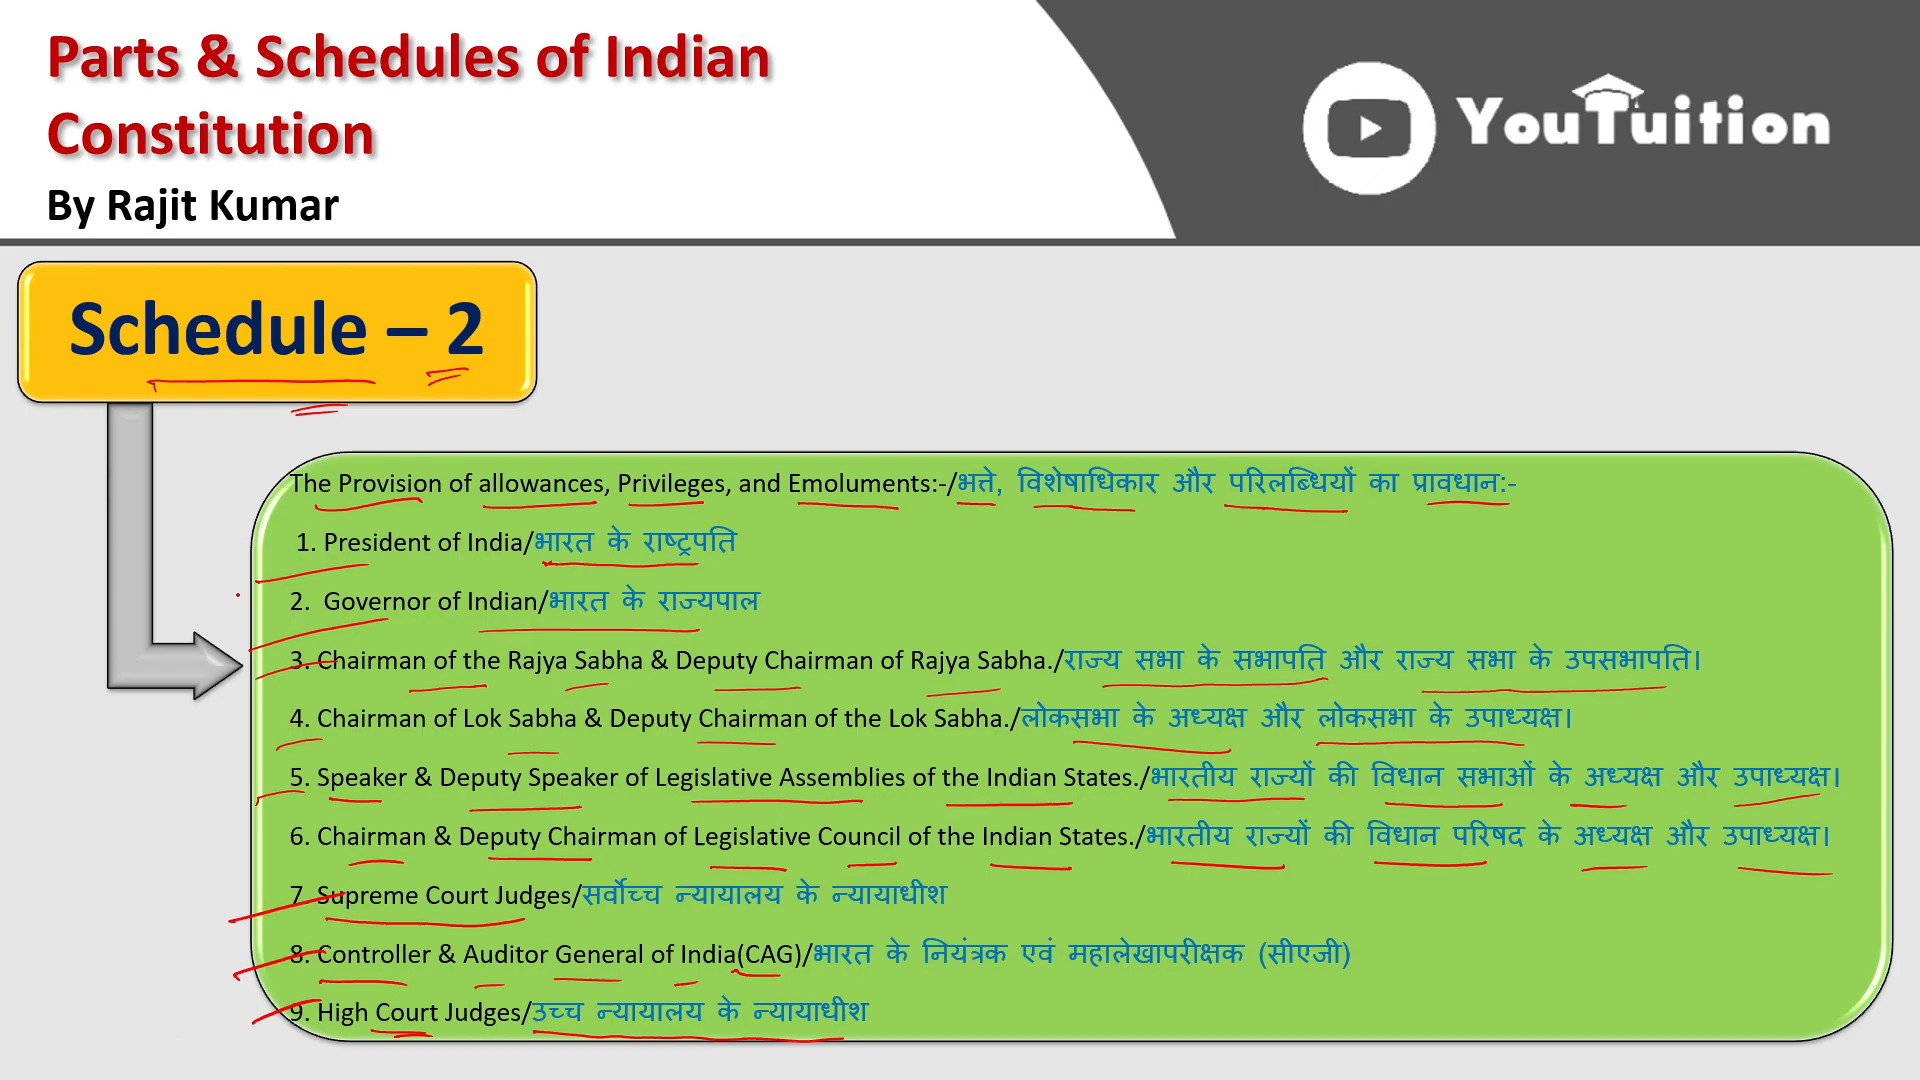 Parts & Schedules of Indian
Constitution
By Rajit Kumar
YouTuition
Schedule – 2
The Provision of allowances, Privileges, and Emoluments:-/भत्ते, विशेषाधिकार और परिलब्धियों का प्रावधान:-
1. President of India/भारत के राष्ट्रपति
2. Governor of Indian/भारत के राज्यपाल
3. Chairman of the Rajya Sabha & Deputy Chairman of Rajya Sabha./राज्य सभा के सभापति और राज्य सभा के उपसभापति।
4. Chairman of Lok Sabha & Deputy Chairman of the Lok Sabha./लोकसभा के अध्यक्ष और लोकसभा के उपाध्यक्ष।
5. Speaker & Deputy Speaker of Legislative Assemblies of the Indian States./भारतीय राज्यों की विधान सभाओं के अध्यक्ष और उपाध्यक्ष।
6. Chairman & Deputy Chairman of Legislative Council of the Indian States./भारतीय राज्यों की विधान परिषद के अध्यक्ष और उपाध्यक्ष।
7. Supreme Court Judges/सर्वोच्च न्यायालय के न्यायाधीश
8. Controller & Auditor General of India(CAG)/भारत के नियंत्रक एवं महालेखापरीक्षक (सीएजी)
9. High Court Judges/उच्च न्यायालय के न्यायाधीश